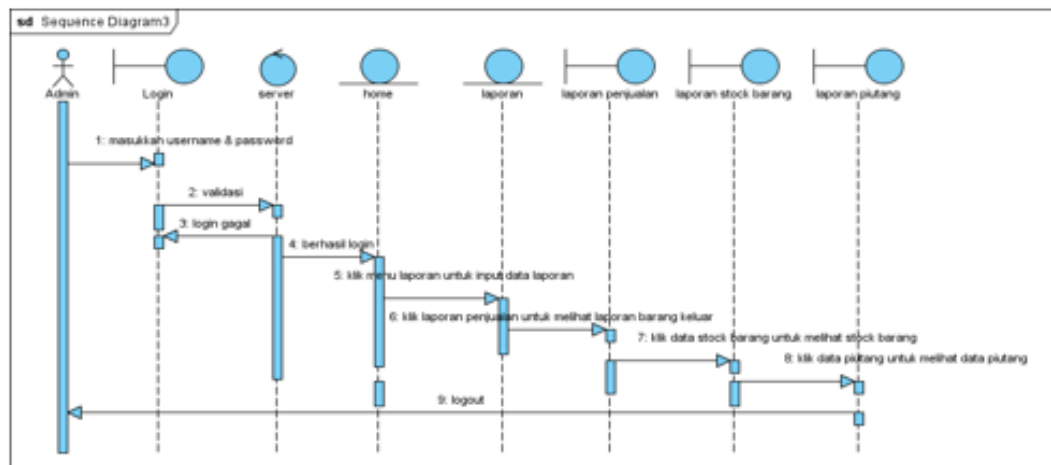 sd Sequence Diagram3
Admin
Login
server
home
laporan
laporan penjualan
laporan stock barang
laporan piutang
1: masukkah username & password
2: validasi
3: login gagal
4: berhasil login
5: klik menu laporan untuk input data laporan
6: klik laporan penjualan untuk melihat laporan barang keluar
7: klik data stock barang untuk melihat stock barang
8: klik data piutang untuk melihat data piutang
9: logout